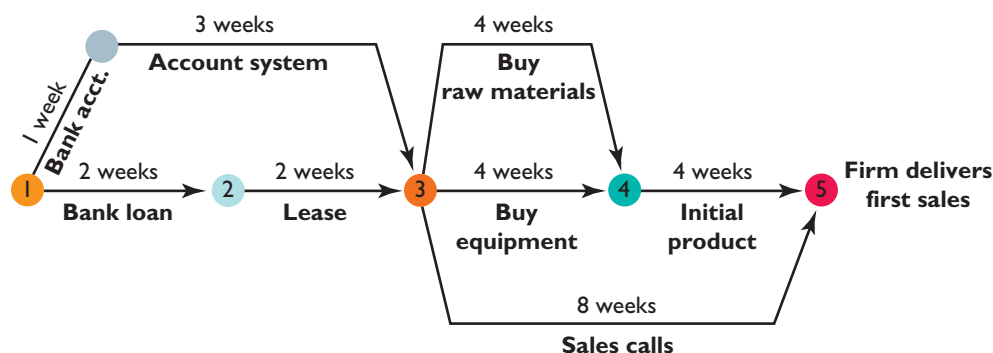 3 weeks
Account system
4 weeks
Buy
raw materials
1 week
Bank acct.
1
2 weeks
Bank loan
2
2 weeks
Lease
3
4 weeks
Buy
equipment
4
4 weeks
Initial
product
5
Firm delivers
first sales
8 weeks
Sales calls